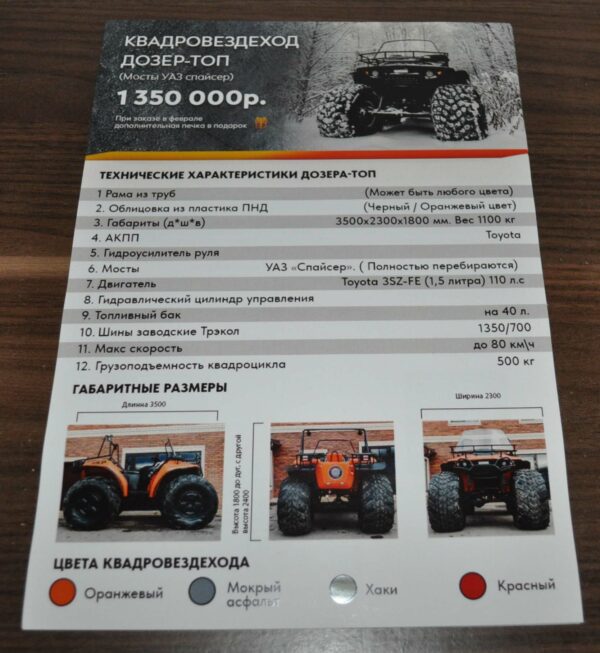 КВАДРОВЕЗДЕХОД
ДОЗЕР-ТОП
(Мосты УАЗ спайсер)
1 350 000р.
При заказе в феврале
дополнительная печка в подарок
ТЕХНИЧЕСКИЕ ХАРАКТЕРИСТИКИ ДОЗЕРА-ТОП
1 Рама из труб (Может быть любого цвета)
2. Облицовка из пластика ПНД (Черный / Оранжевый цвет)
3. Габариты (д*ш*в) 3500х2300х1800 мм. Вес 1100 кг
4. АКПП Toyota
5. Гидроусилитель руля
6. Мосты УАЗ «Спайсер». ( Полностью перебираются)
7. Двигатель Toyota 3SZ-FE (1,5 литра) 110 л.с
8. Гидравлический цилиндр управления
9. Топливный бак на 40 л.
10. Шины заводские Трэкол 1350/700
11. Макс скорость до 80 км\ч
12. Грузоподъемность квадроцикла 500 кг
ГАБАРИТНЫЕ РАЗМЕРЫ
Длинна 3500
Высота 1800 до дуг, с другой
высота 2400
Ширина 2300
ЦВЕТА КВАДРОВЕЗДЕХОДА
Оранжевый
Мокрый
асфальт
Хаки
Красный